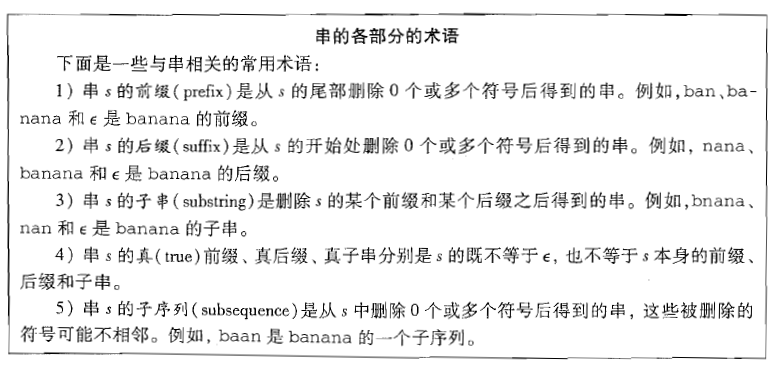 串的各部分的术语
下面是一些与串相关的常用术语：
1）串 s 的前缀（prefix）是从 s 的尾部删除 0 个或多个符号后得到的串。例如，ban、ba-
nana 和 ϵ 是 banana 的前缀。
2）串 s 的后缀（suffix）是从 s 的开始处删除 0 个或多个符号后得到的串。例如，nana、
banana 和 ϵ 是 banana 的后缀。
3）串 s 的子串（substring）是删除 s 的某个前缀和某个后缀之后得到的串。例如，bnana、
nan 和 ϵ 是 banana 的子串。
4）串 s 的真（true）前缀、真后缀、真子串分别是 s 的既不等于 ϵ，也不等于 s 本身的前缀、
后缀和子串。
5）串 s 的子序列（subsequence）是从 s 中删除 0 个或多个符号后得到的串，这些被删除的
符号可能不相邻。例如，baan 是 banana 的一个子序列。